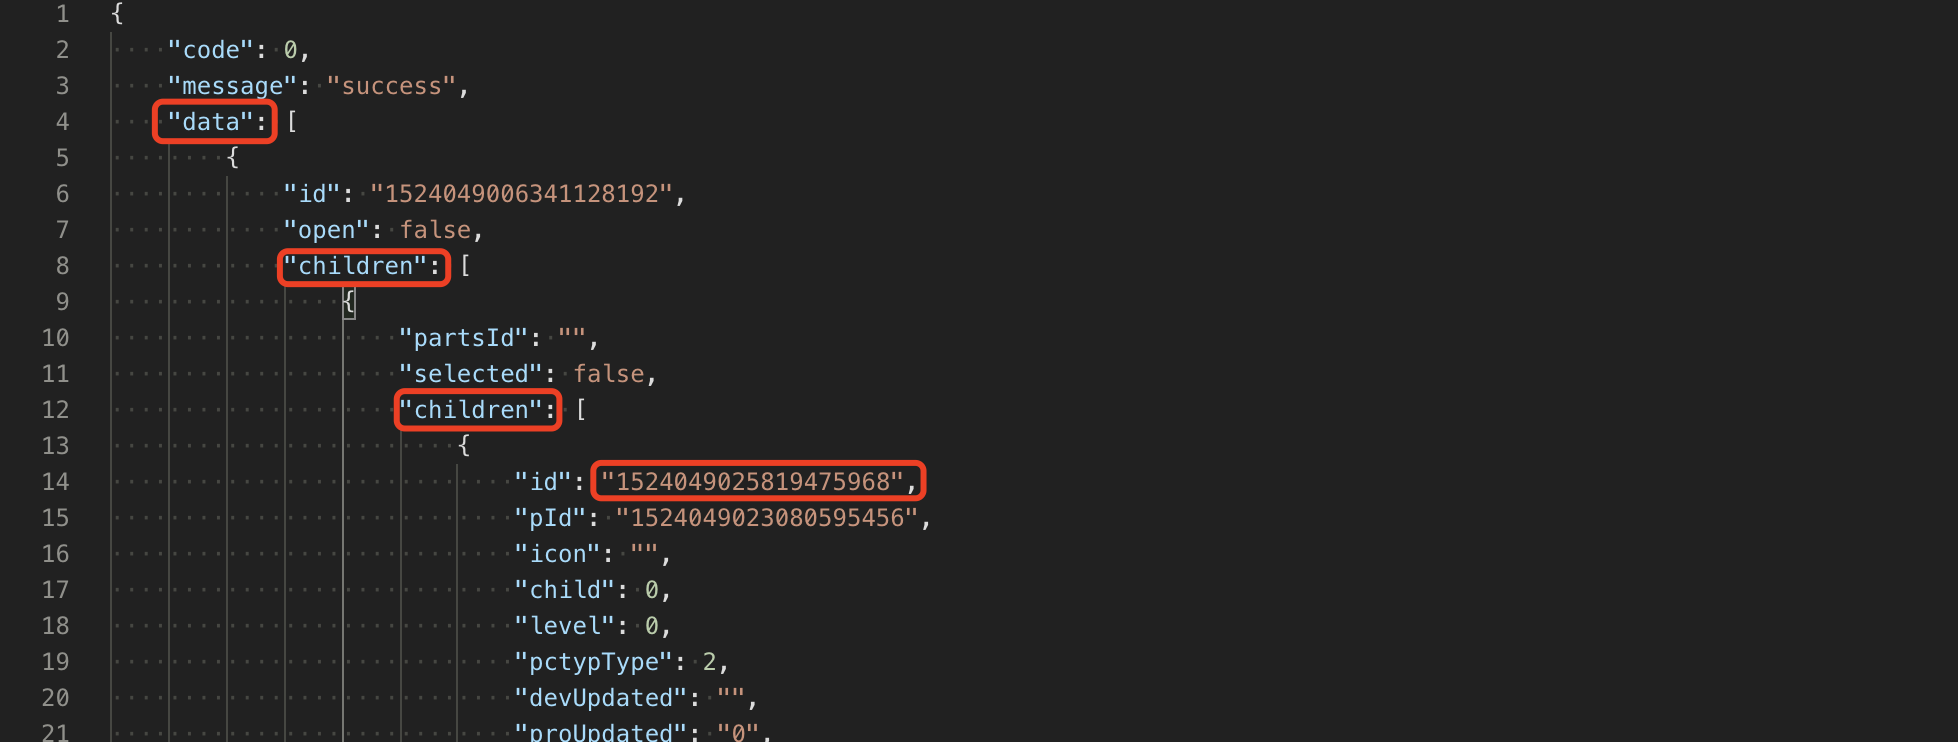 1 {
2 "code": 0,
3 "message": "success",
4 "data": [
5 {
6 "id": "1524049006341128192",
7 "open": false,
8 "children": [
9 {
10 "partsId": "",
11 "selected": false,
12 "children": [
13 {
14 "id": "1524049025819475968",
15 "pId": "1524049023080595456",
16 "icon": "",
17 "child": 0,
18 "level": 0,
19 "pctypType": 2,
20 "devUpdated": "",
21 "proUpdated": "0",